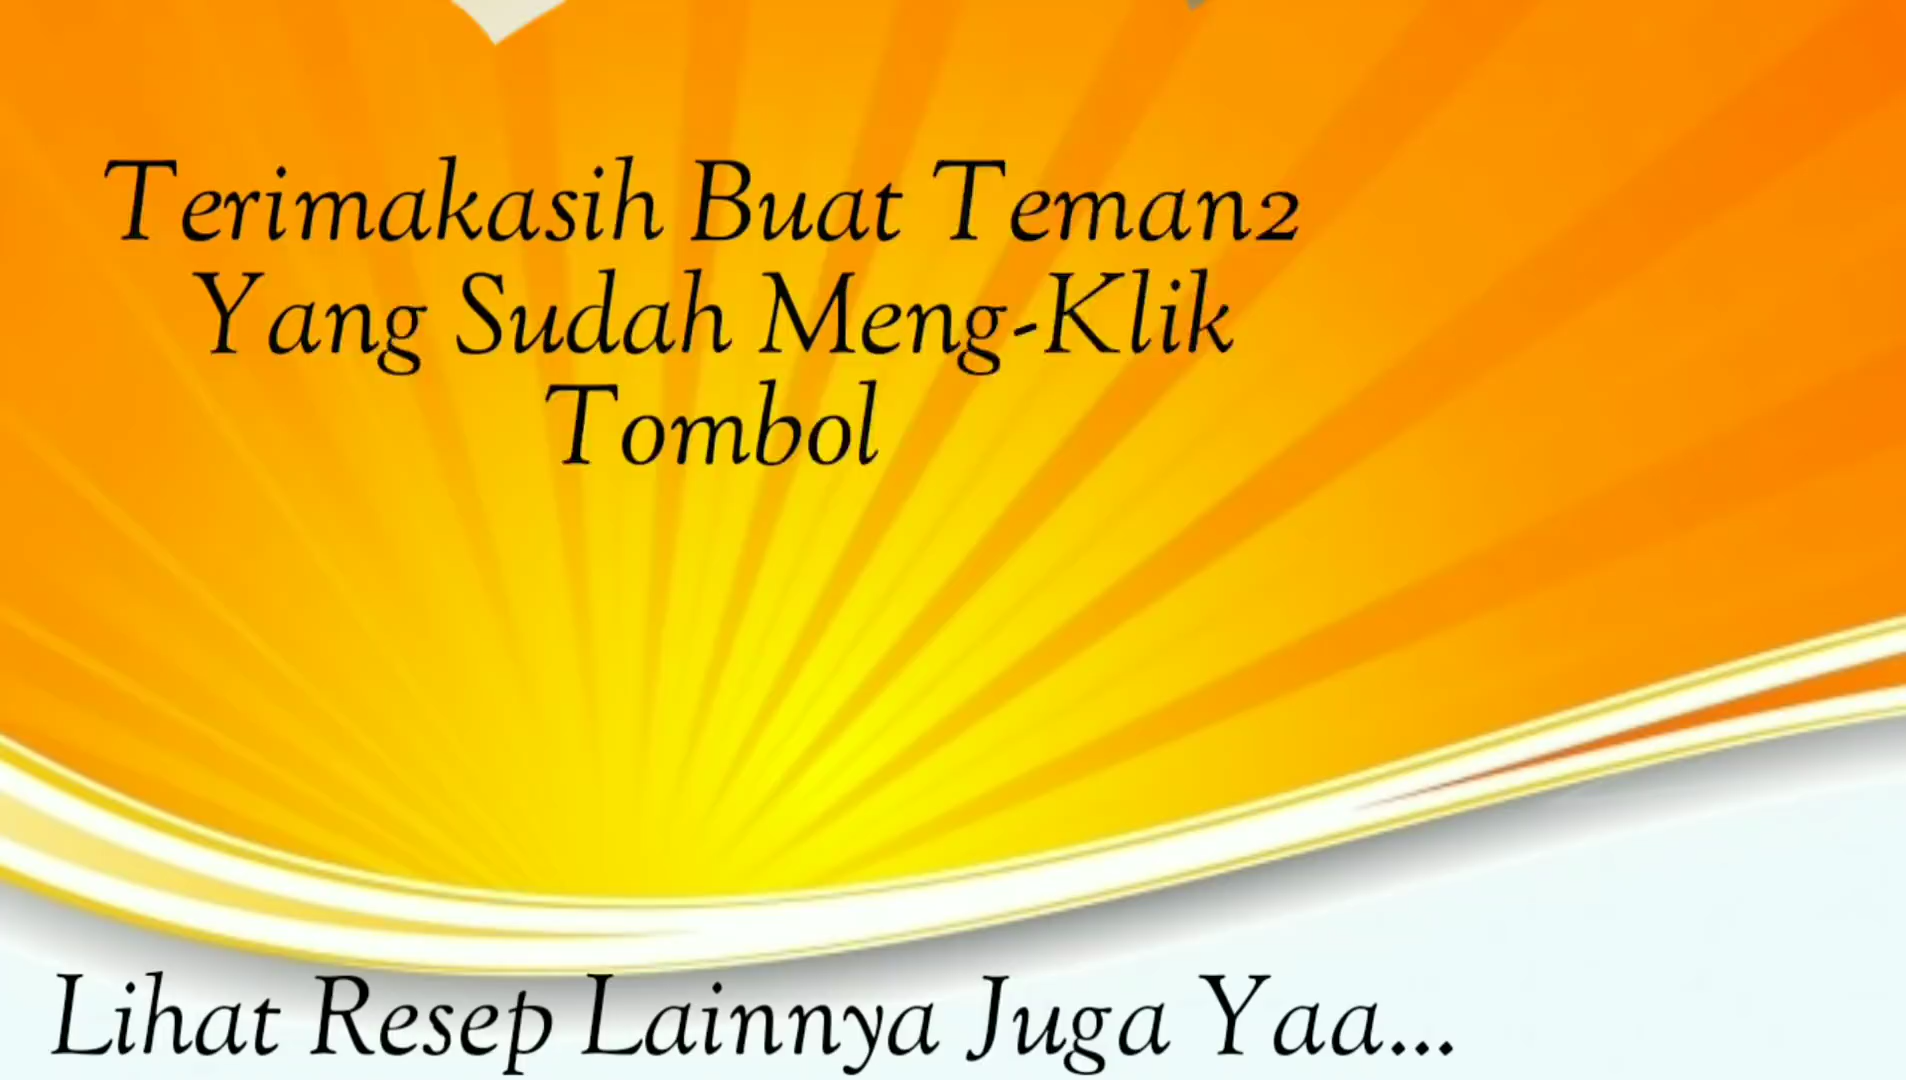 Terimakasih Buat Teman2
Yang Sudah Meng-Klik
Tombol
Lihat Resep Lainnya Juga Yaa...